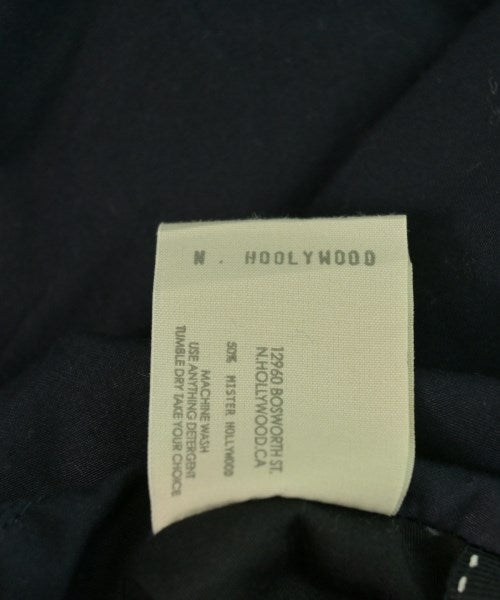 N. HOOLYWOOD
12960 BOSWORTH ST.
N.HOLLYWOOD.CA
50% MISTER HOLLYWOOD
MACHINE WASH
USE ANYTHING DETERGENT
TUMBLE DRY TAKE YOUR CHOICE